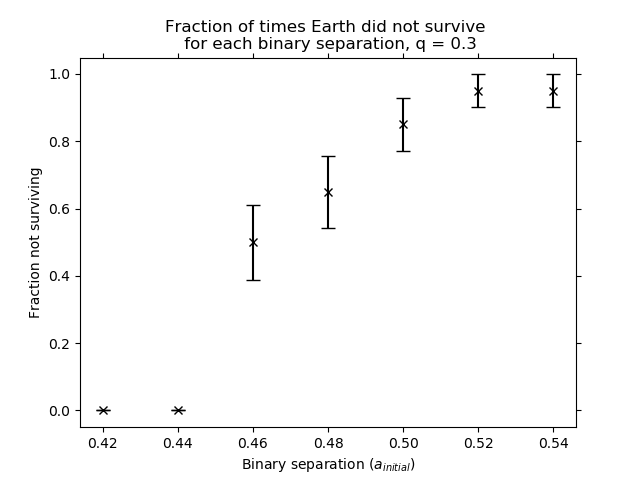 Fraction of times Earth did not survive
for each binary separation, q = 0.3
1.0
0.8
0.6
0.4
0.2
0.0
Fraction not surviving
0.42 0.44 0.46 0.48 0.50 0.52 0.54
Binary separation (a_initial)